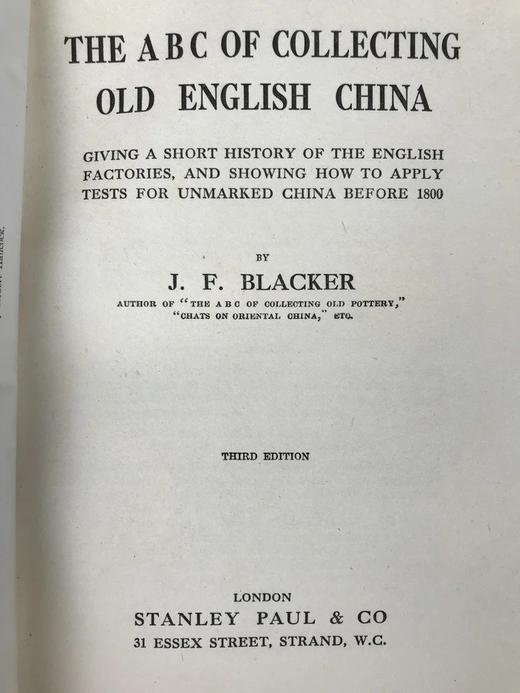 THE A B C OF COLLECTING
OLD ENGLISH CHINA
GIVING A SHORT HISTORY OF THE ENGLISH
FACTORIES, AND SHOWING HOW TO APPLY
TESTS FOR UNMARKED CHINA BEFORE 1800
BY
J. F. BLACKER
AUTHOR OF "THE A B C OF COLLECTING OLD POTTERY,"
"CHATS ON ORIENTAL CHINA," ETC.
THIRD EDITION
LONDON
STANLEY PAUL & CO
31 ESSEX STREET, STRAND, W.C.